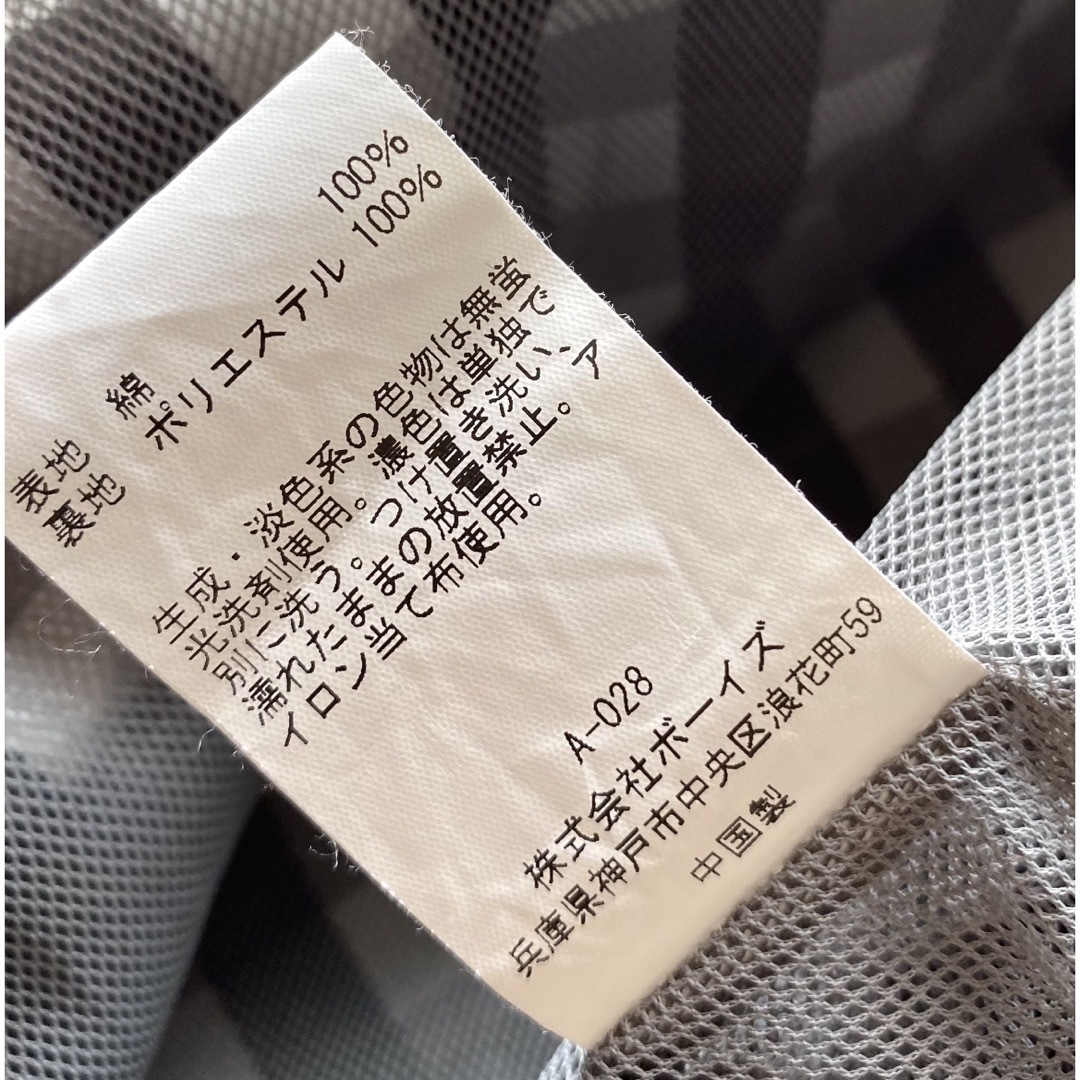 表地 綿 100%
裏地 ポリエステル 100%
生成・淡色系の色物は無蛍
光洗剤使用。濃色は単独で
別に洗う。つけ置き洗い、
濡れたままの放置禁止。ア
イロン当て布使用。
A-028
株式会社ボーイズ
兵庫県神戸市中央区浪花町59
中国製